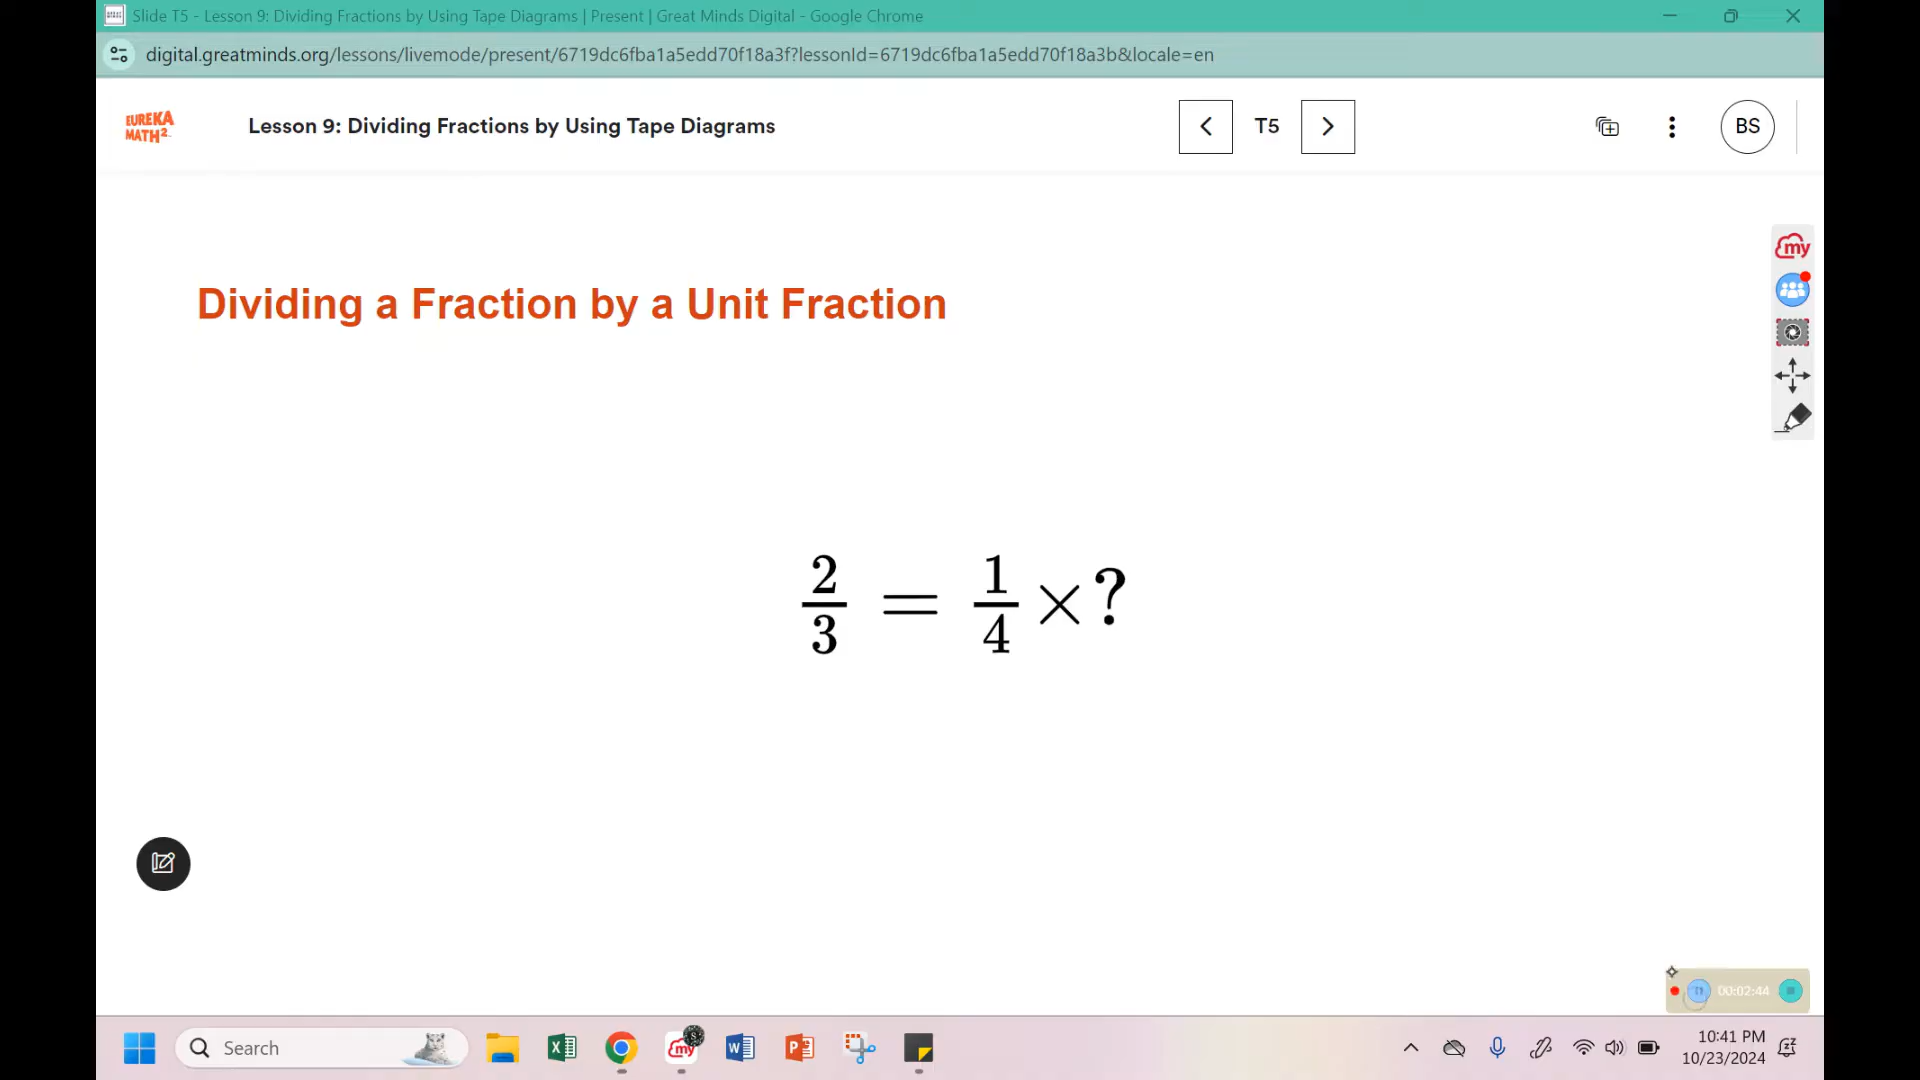 Slide T5 - Lesson 9: Dividing Fractions by Using Tape Diagrams | Present | Great Minds Digital - Google Chrome
digital.greatminds.org/lessons/livemode/present/6719dc6fba1a5edd70f18a3f?lessonId=6719dc6fba1a5edd70f18a3b&locale=en
EUREKA
MATH²
Lesson 9: Dividing Fractions by Using Tape Diagrams
T5
BS
my
Dividing a Fraction by a Unit Fraction
2/3 = 1/4 ×?
00:02:44
Search
my
10:41 PM
10/23/2024